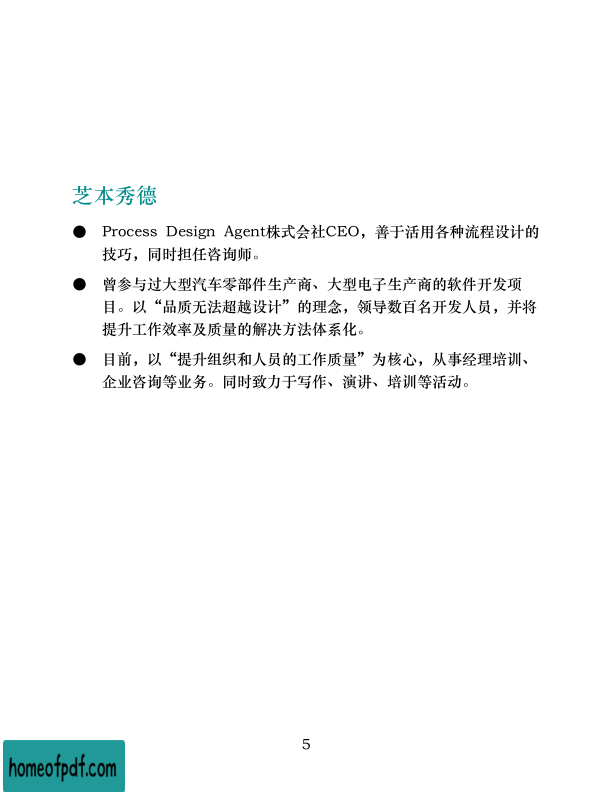 芝本秀德
● Process Design Agent株式会社CEO，善于活用各种流程设计的
技巧，同时担任咨询师。
● 曾参与过大型汽车零部件生产商、大型电子生产商的软件开发项
目。以“品质无法超越设计”的理念，领导数百名开发人员，并将
提升工作效率及质量的解决方法体系化。
● 目前，以“提升组织和人员的工作质量”为核心，从事经理培训、
企业咨询等业务。同时致力于写作、演讲、培训等活动。
5
homeofpdf.com